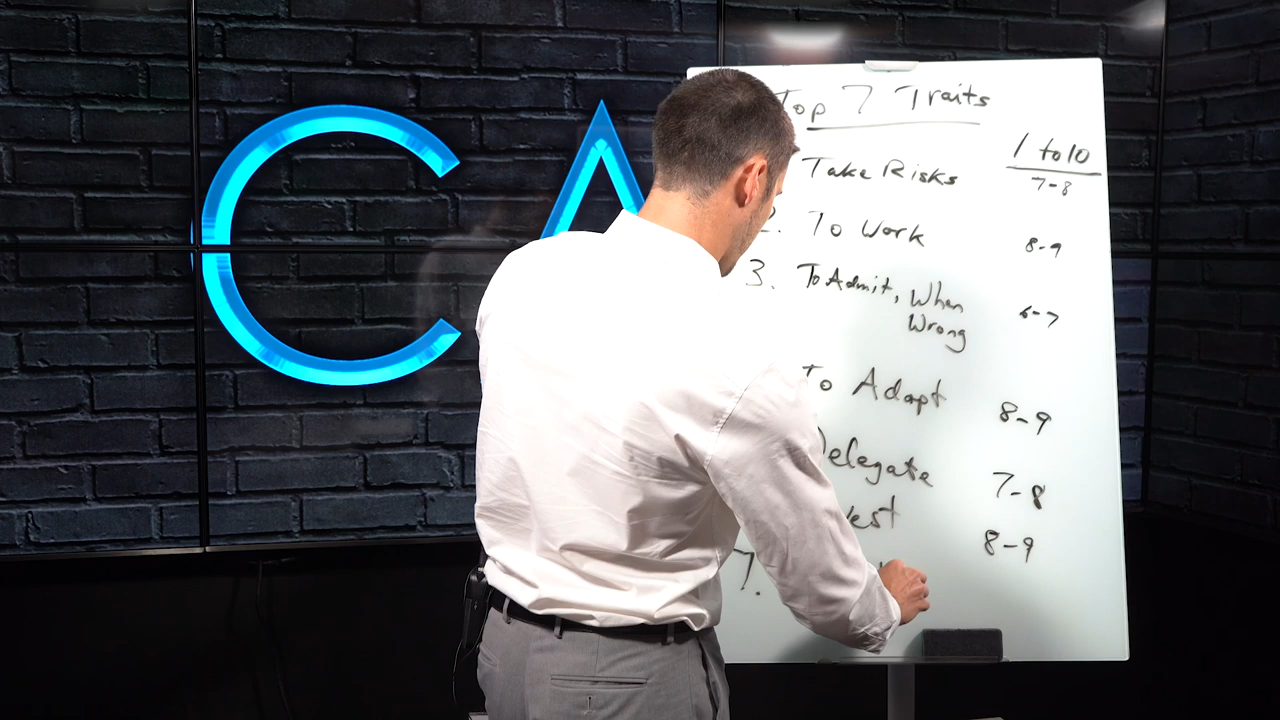 CA
Top 7 Traits
1 to 10
Take Risks 7-8
2. To Work 8-9
3. To Admit, When
Wrong 6-7
To Adapt 8-9
Delegate 7-8
8-9
7.